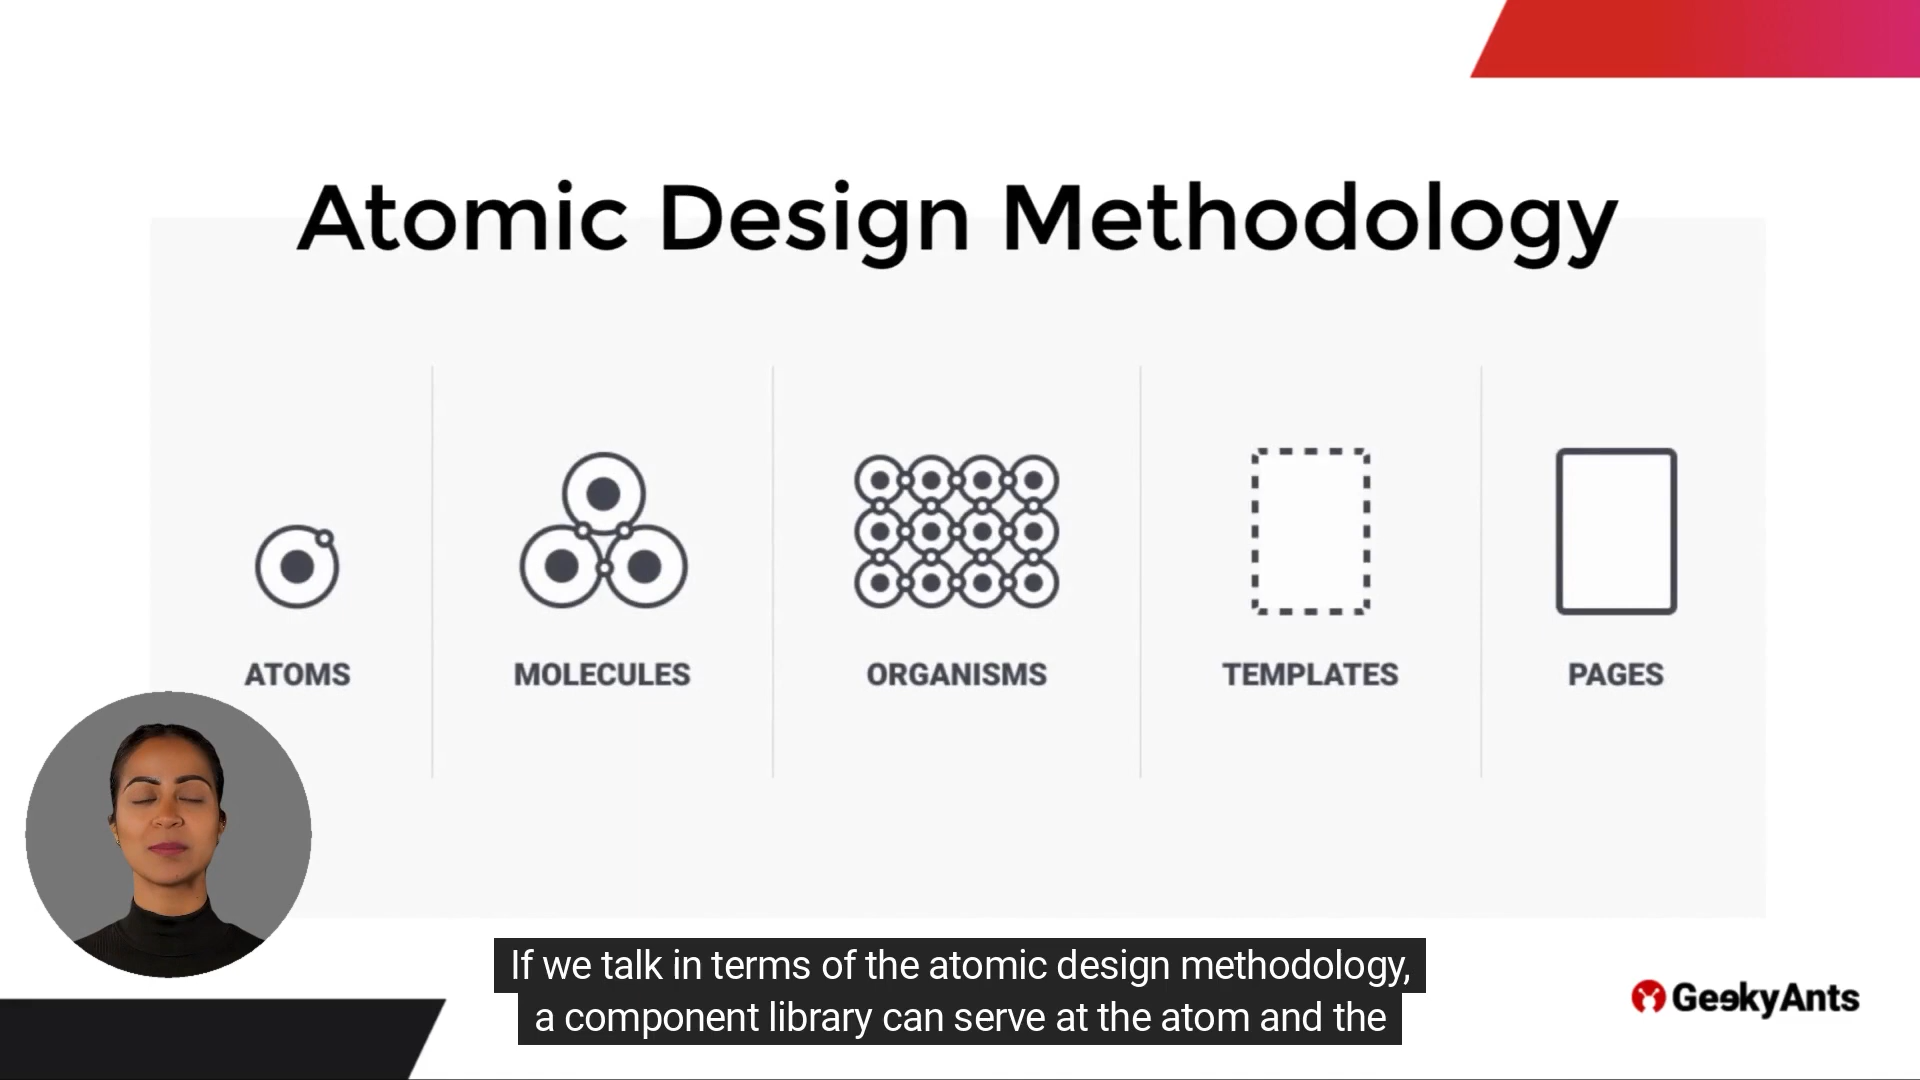 Atomic Design Methodology
ATOMS
MOLECULES
ORGANISMS
TEMPLATES
PAGES
If we talk in terms of the atomic design methodology,
a component library can serve at the atom and the
GeekyAnts